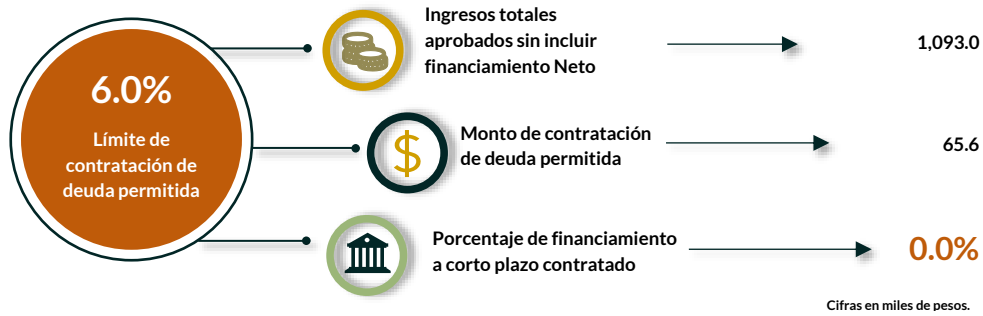 6.0%
Límite de
contratación de
deuda permitida
Ingresos totales
aprobados sin incluir
financiamiento Neto
1,093.0
$
Monto de contratación
de deuda permitida
65.6
Porcentaje de financiamiento
a corto plazo contratado
0.0%
Cifras en miles de pesos.